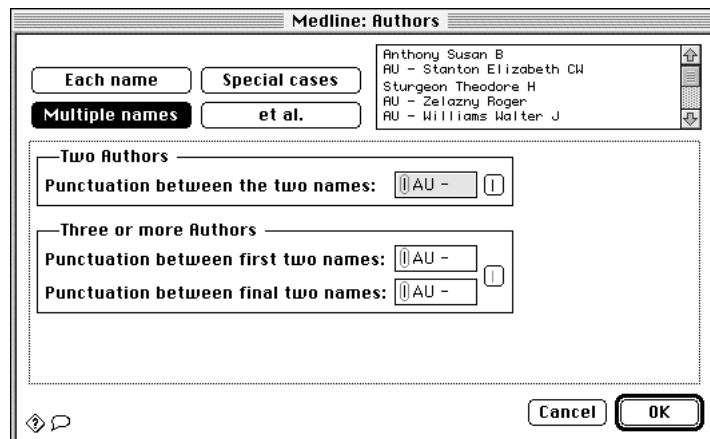 Medline: Authors
Each name
Special cases
Multiple names
et al.
Anthony Susan B
AU - Stanton Elizabeth CW
Sturgeon Theodore H
AU - Zelazny Roger
AU - Williams Walter J
Two Authors
Punctuation between the two names: AU -
Three or more Authors
Punctuation between first two names: AU -
Punctuation between final two names: AU -
Cancel
OK